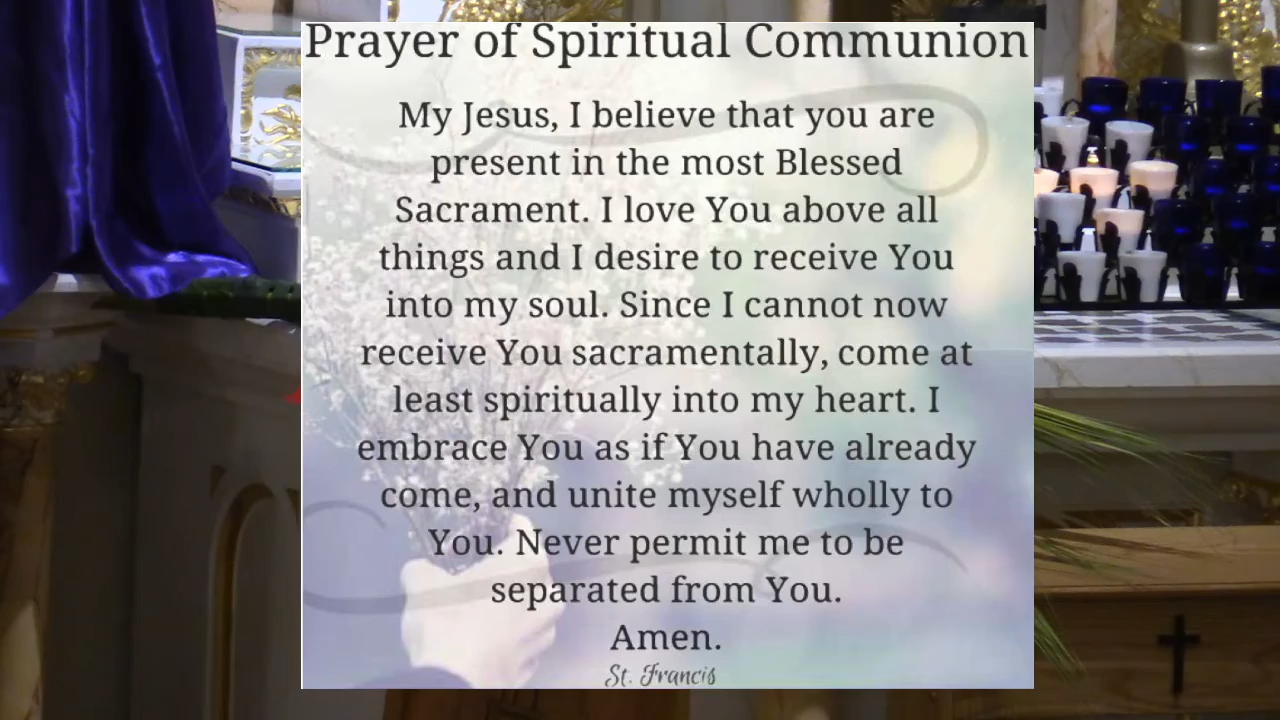 Prayer of Spiritual Communion
My Jesus, I believe that you are
present in the most Blessed
Sacrament. I love You above all
things and I desire to receive You
into my soul. Since I cannot now
receive You sacramentally, come at
least spiritually into my heart. I
embrace You as if You have already
come, and unite myself wholly to
You. Never permit me to be
separated from You.
Amen.
St. Francis